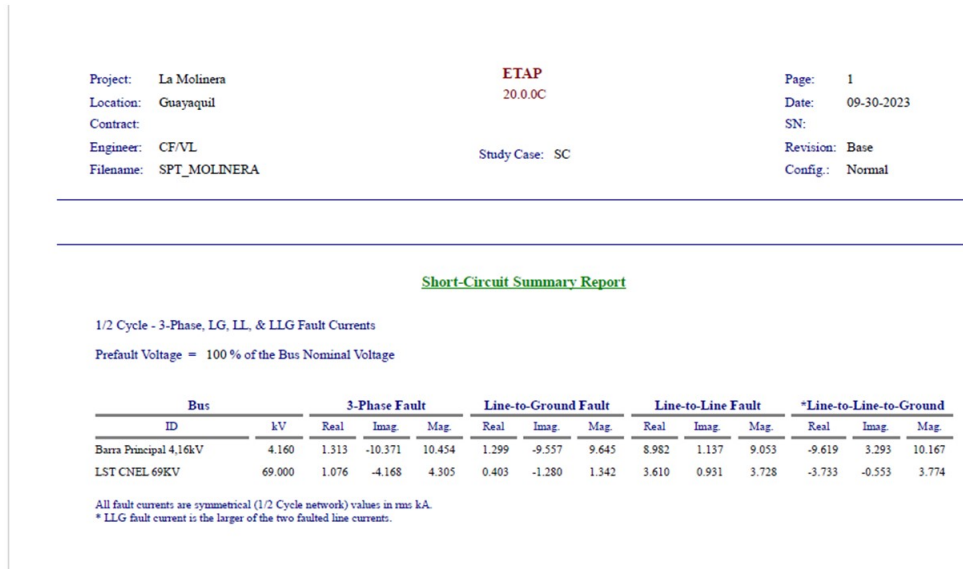 Project: La Molinera ETAP Page: 1
Location: Guayaquil 20.0.0C Date: 09-30-2023
Contract: SN:
Engineer: CF/VL Study Case: SC Revision: Base
Filename: SPT_MOLINERA Config.: Normal
Short-Circuit Summary Report
1/2 Cycle - 3-Phase, LG, LL, & LLG Fault Currents
Prefault Voltage = 100 % of the Bus Nominal Voltage
Bus 3-Phase Fault Line-to-Ground Fault Line-to-Line Fault *Line-to-Line-to-Ground
ID kV Real Imag. Mag. Real Imag. Mag. Real Imag. Mag. Real Imag. Mag.
Barra Principal 4,16kV 4.160 1.313 -10.371 10.454 1.299 -9.557 9.645 8.982 1.137 9.053 -9.619 3.293 10.167
LST CNEL 69KV 69.000 1.076 -4.168 4.305 0.403 -1.280 1.342 3.610 0.931 3.728 -3.733 -0.553 3.774
All fault currents are symmetrical (1/2 Cycle network) values in rms kA.
* LLG fault current is the larger of the two faulted line currents.